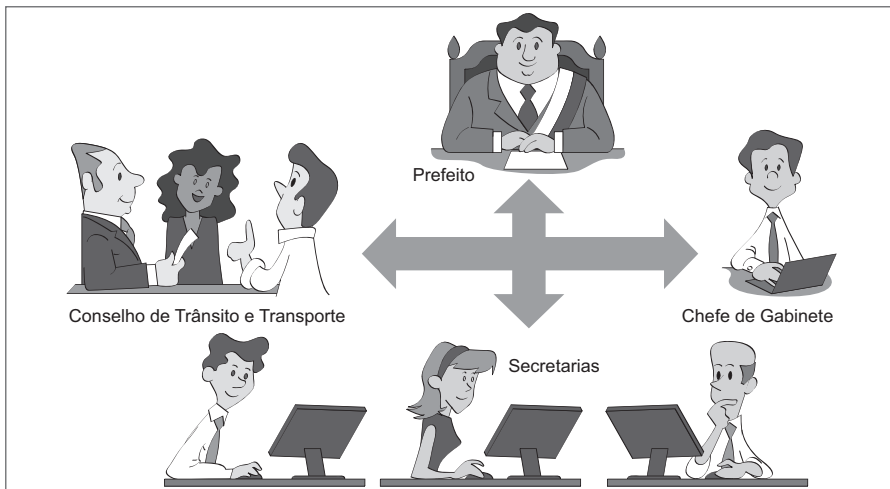 Prefeito
Conselho de Trânsito e Transporte
Chefe de Gabinete
Secretarias